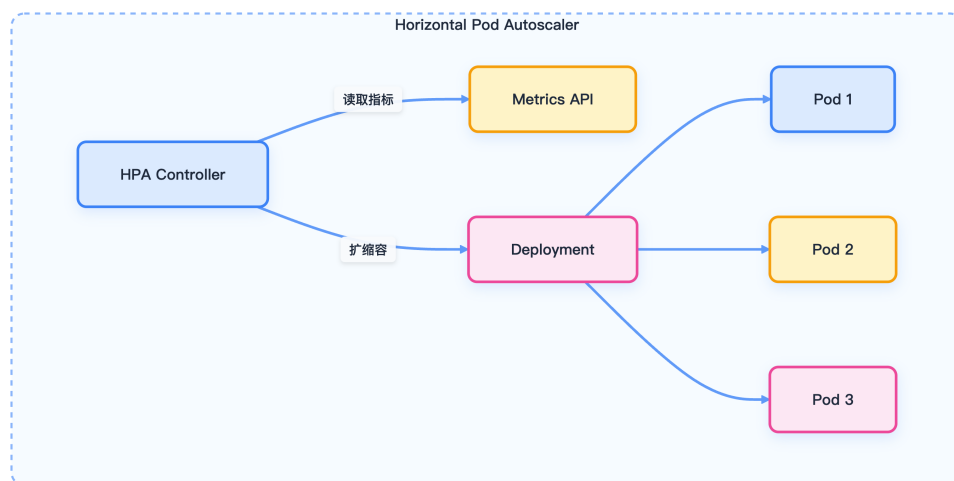 Horizontal Pod Autoscaler
读取指标
Metrics API
Pod 1
HPA Controller
扩缩容
Deployment
Pod 2
Pod 3